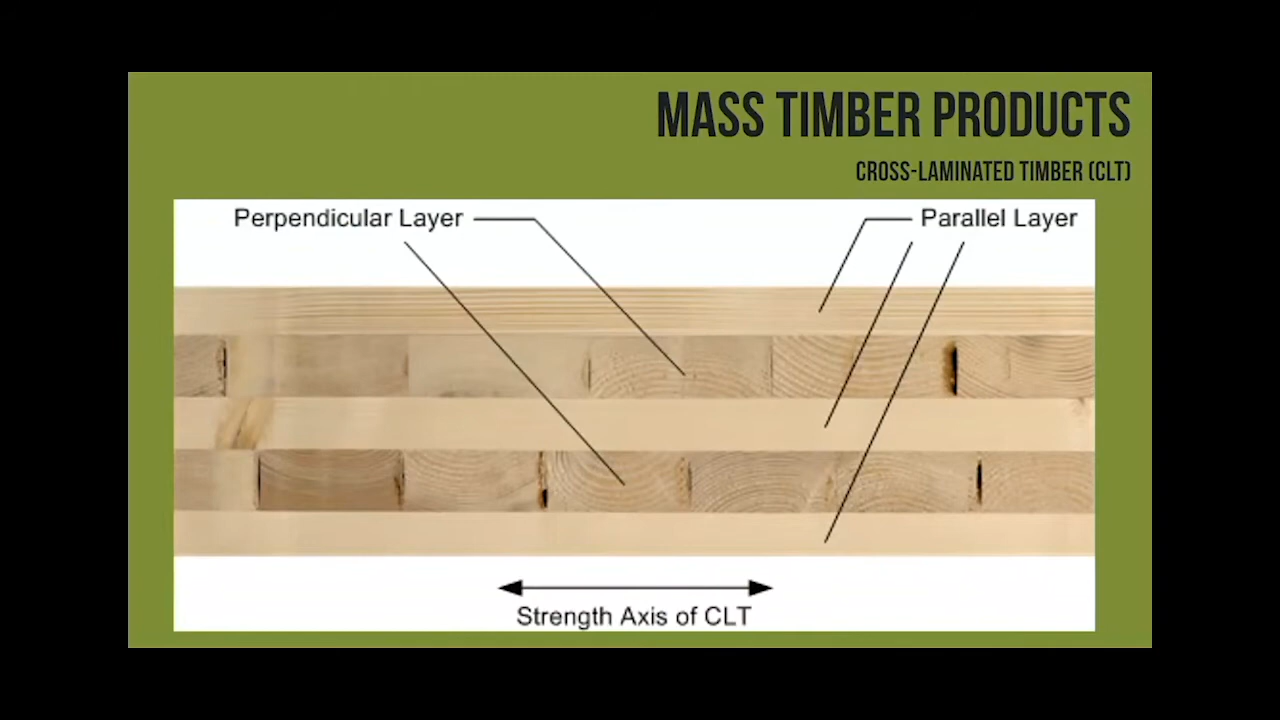 MASS TIMBER PRODUCTS
CROSS-LAMINATED TIMBER (CLT)
Perpendicular Layer
Parallel Layer
Strength Axis of CLT